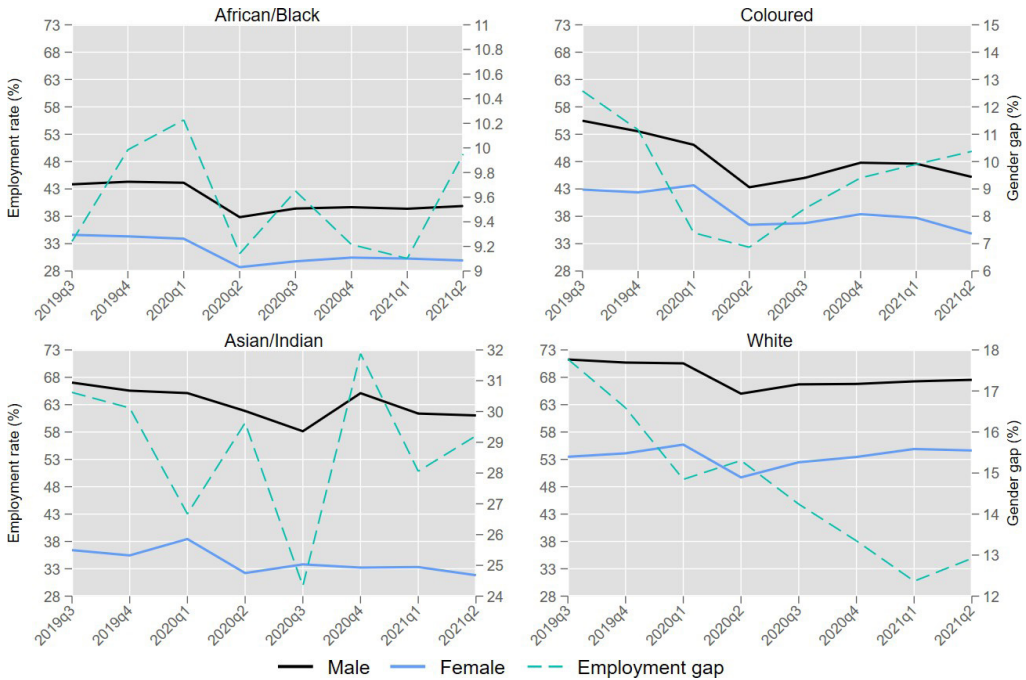 African/Black
Employment rate (%)
73
68
63
58
53
48
43
38
33
28
11
10.8
10.6
10.4
10.2
10
9.8
9.6
9.4
9.2
9
2019q3
2019q4
2020q1
2020q2
2020q3
2020q4
2021q1
2021q2
Coloured
73
68
63
58
53
48
43
38
33
28
15
14
13
12
11
10
9
8
7
6
Gender gap (%)
2019q3
2019q4
2020q1
2020q2
2020q3
2020q4
2021q1
2021q2
Asian/Indian
Employment rate (%)
73
68
63
58
53
48
43
38
33
28
32
31
30
29
28
27
26
25
24
2019q3
2019q4
2020q1
2020q2
2020q3
2020q4
2021q1
2021q2
White
73
68
63
58
53
48
43
38
33
28
18
17
16
15
14
13
12
Gender gap (%)
2019q3
2019q4
2020q1
2020q2
2020q3
2020q4
2021q1
2021q2
Male Female Employment gap